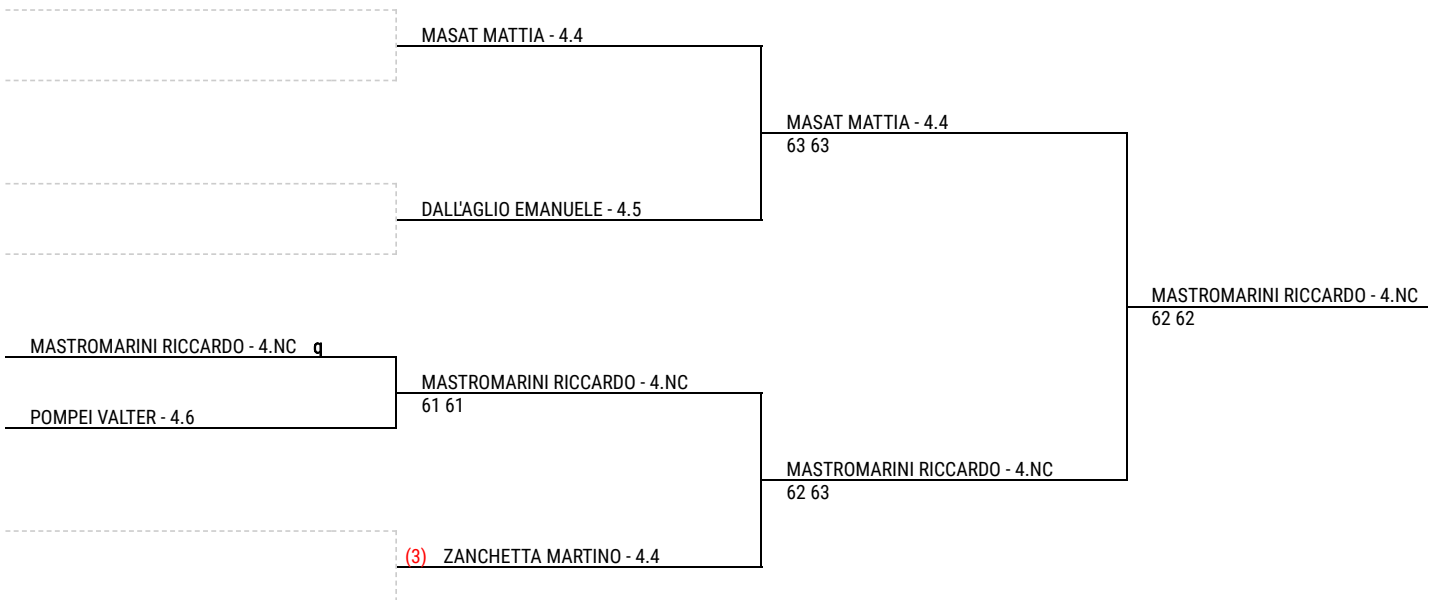 MASAT MATTIA - 4.4
MASAT MATTIA - 4.4
63 63
DALL'AGLIO EMANUELE - 4.5
MASTROMARINI RICCARDO - 4.NC
62 62
MASTROMARINI RICCARDO - 4.NC q
MASTROMARINI RICCARDO - 4.NC
61 61
POMPEI VALTER - 4.6
MASTROMARINI RICCARDO - 4.NC
62 63
(3) ZANCHETTA MARTINO - 4.4